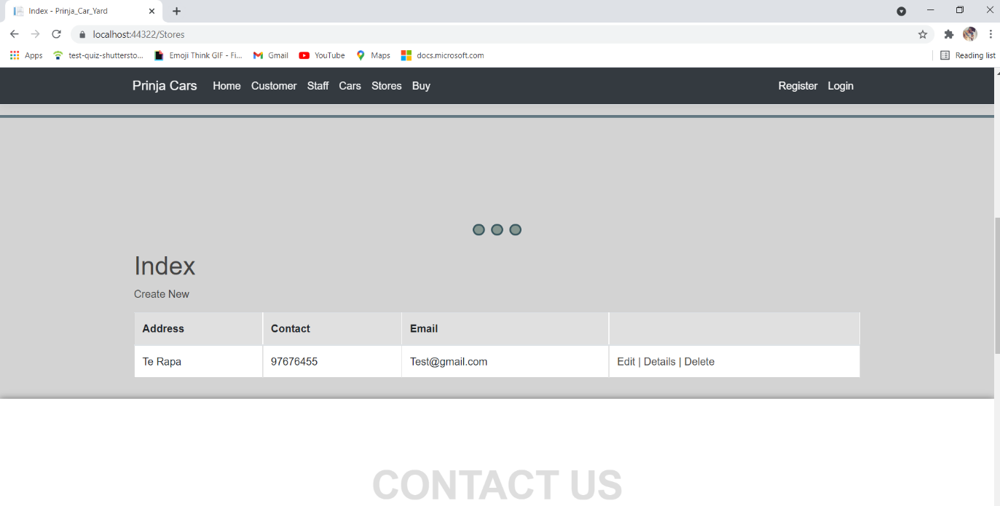 Index - Prinja_Car_Yard
localhost:44322/Stores
Apps test-quiz-shuttersto... Emoji Think GIF - Fi... Gmail YouTube Maps docs.microsoft.com Reading list
Prinja Cars Home Customer Staff Cars Stores Buy Register Login
Index
Create New
Address Contact Email
Te Rapa 97676455 Test@gmail.com Edit | Details | Delete
CONTACT US